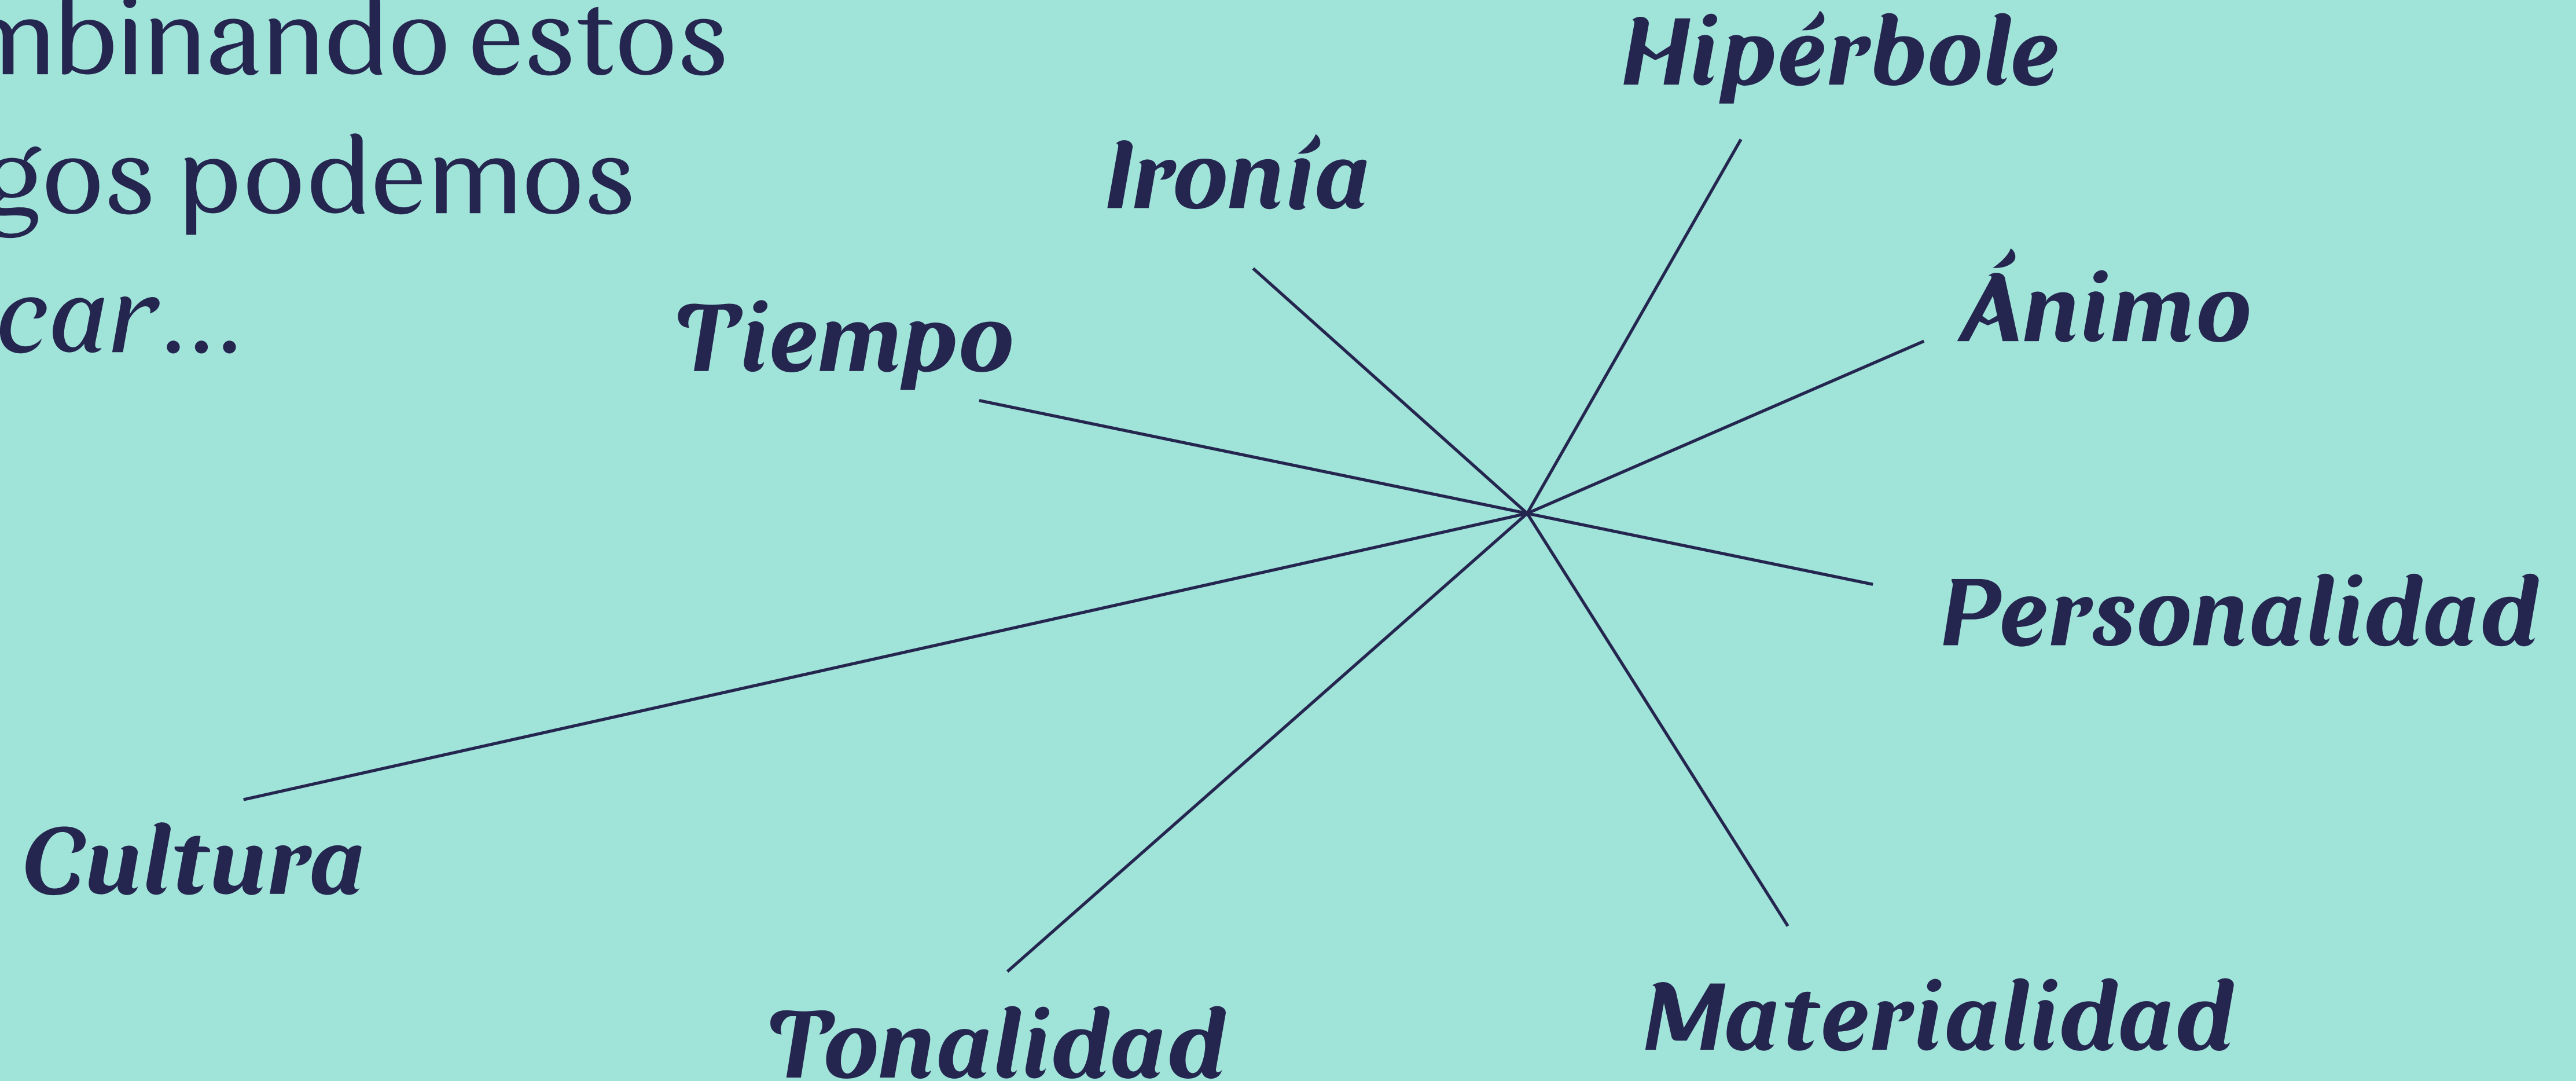 mbinando estos
gos podemos
car...
Hipérbole
Ironía
Ánimo
Tiempo
Personalidad
Cultura
Materialidad
Tonalidad